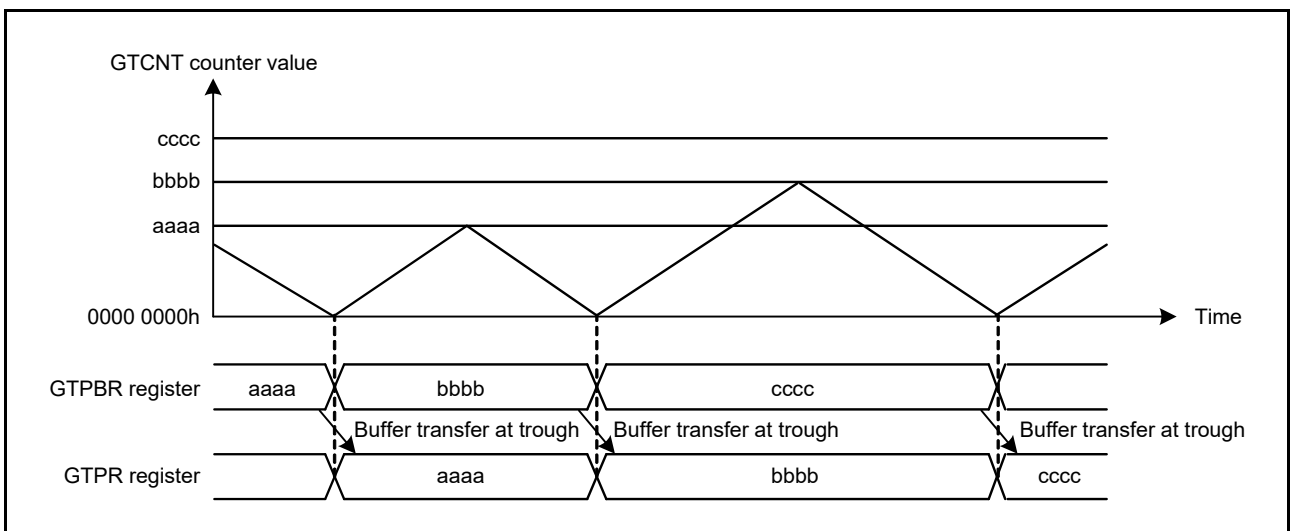 GTCNT counter value
cccc
bbbb
aaaa
0000 0000h
Time
GTPBR register
aaaa
bbbb
cccc
Buffer transfer at trough
Buffer transfer at trough
Buffer transfer at trough
GTPR register
aaaa
bbbb
cccc